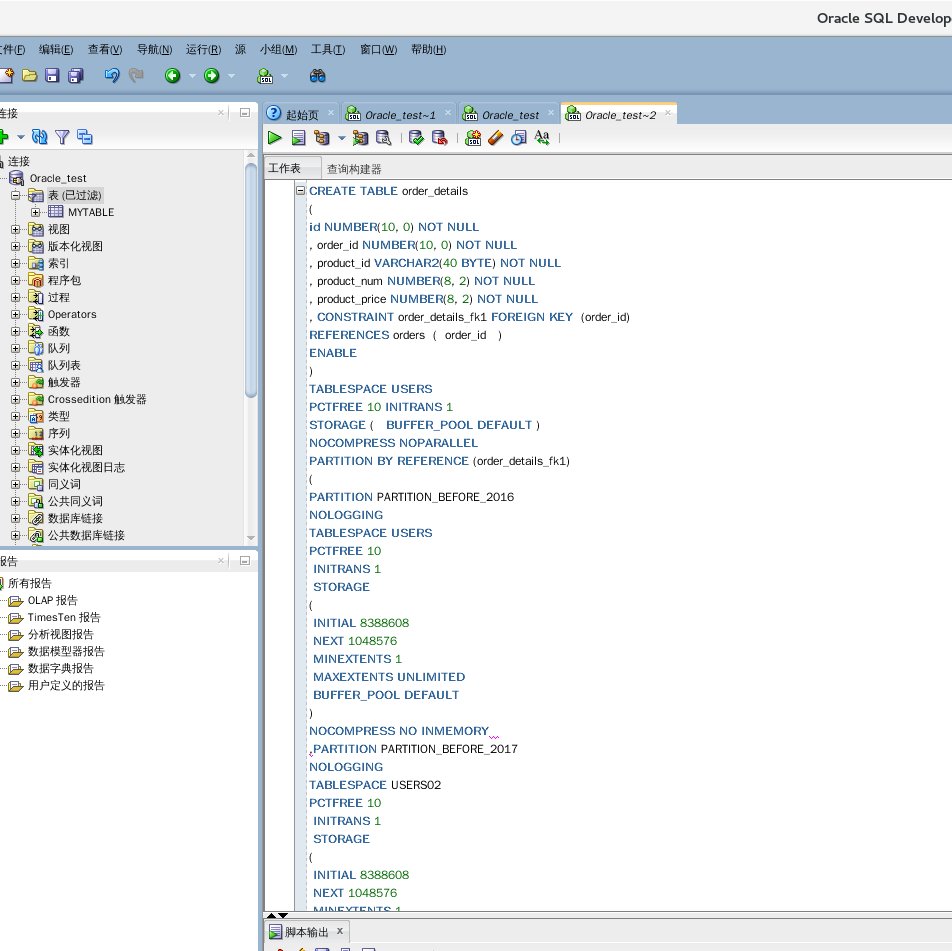 Oracle SQL Develop
文件(F) 编辑(E) 查看(V) 导航(N) 运行(R) 源 小组(M) 工具(T) 窗口(W) 帮助(H)
连接
连接
Oracle_test
表 (已过滤)
MYTABLE
视图
版本化视图
索引
程序包
过程
Operators
函数
队列
队列表
触发器
Crossedition 触发器
类型
序列
实体化视图
实体化视图日志
同义词
公共同义词
数据库链接
公共数据库链接
报告
所有报告
OLAP 报告
TimesTen 报告
分析视图报告
数据模型器报告
数据字典报告
用户定义的报告
起始页 Oracle_test~1 Oracle_test Oracle_test~2
工作表 查询构建器
CREATE TABLE order_details
(
id NUMBER(10, 0) NOT NULL
, order_id NUMBER(10, 0) NOT NULL
, product_id VARCHAR2(40 BYTE) NOT NULL
, product_num NUMBER(8, 2) NOT NULL
, product_price NUMBER(8, 2) NOT NULL
, CONSTRAINT order_details_fk1 FOREIGN KEY (order_id)
REFERENCES orders ( order_id )
ENABLE
)
TABLESPACE USERS
PCTFREE 10 INITRANS 1
STORAGE ( BUFFER_POOL DEFAULT )
NOCOMPRESS NOPARALLEL
PARTITION BY REFERENCE (order_details_fk1)
(
PARTITION PARTITION_BEFORE_2016
NOLOGGING
TABLESPACE USERS
PCTFREE 10
INITRANS 1
STORAGE
(
INITIAL 8388608
NEXT 1048576
MINEXTENTS 1
MAXEXTENTS UNLIMITED
BUFFER_POOL DEFAULT
)
NOCOMPRESS NO INMEMORY
,PARTITION PARTITION_BEFORE_2017
NOLOGGING
TABLESPACE USERS02
PCTFREE 10
INITRANS 1
STORAGE
(
INITIAL 8388608
NEXT 1048576
MINEXTENTS 1
脚本输出 x